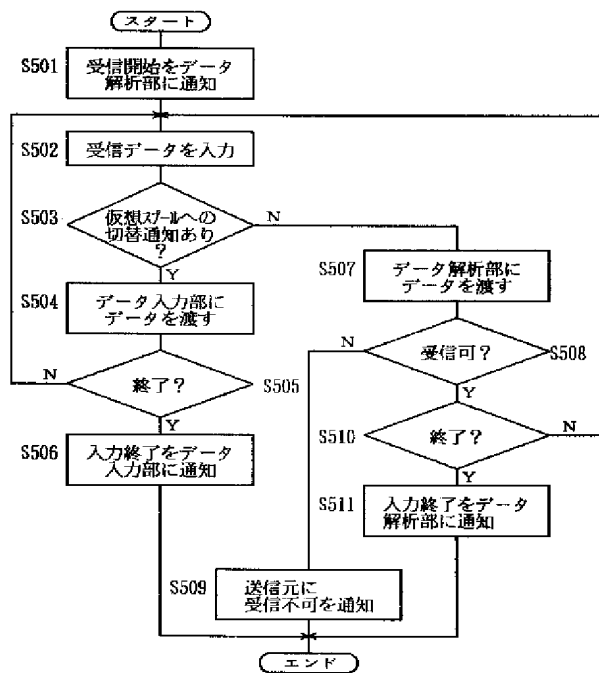 スタート
S501
受信開始をデータ
解析部に通知
S502
受信データを入力
S503
仮想スプールへの
切替通知あり
?
N
Y
S504
データ入力部に
データを渡す
S505
終了?
N
Y
S506
入力終了をデータ
入力部に通知
S507
データ解析部に
データを渡す
S508
受信可?
N
Y
S510
終了?
N
Y
S511
入力終了をデータ
解析部に通知
S509
送信元に
受信不可を通知
エンド